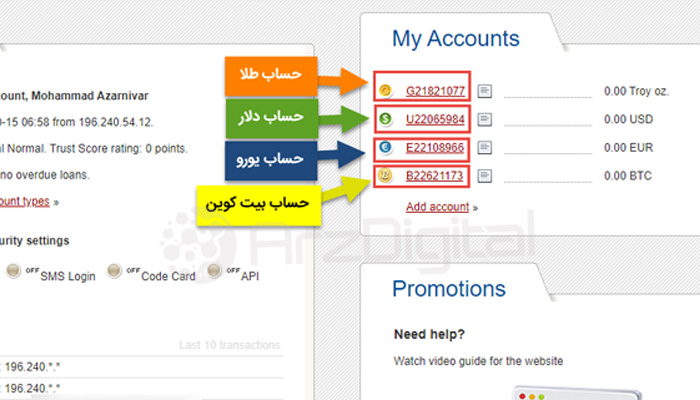 ount, Mohammad Azarnivar
0-15 06:58 from 196.240.54.12.
al Normal. Trust Score rating: 0 points.
no overdue loans.
ount types »
urity settings
OFF SMS Login OFF Code Card OFF API
Last 10 transactions
: 196.240.*.*
: 196.240.*.*
حساب طلا
حساب دلار
حساب یورو
حساب بیت کوین
My Accounts
G21821077 0.00 Troy oz.
U22065984 0.00 USD
E22108966 0.00 EUR
B22621173 0.00 BTC
Add account »
ArzDigital
Promotions
Need help?
Watch video guide for the website